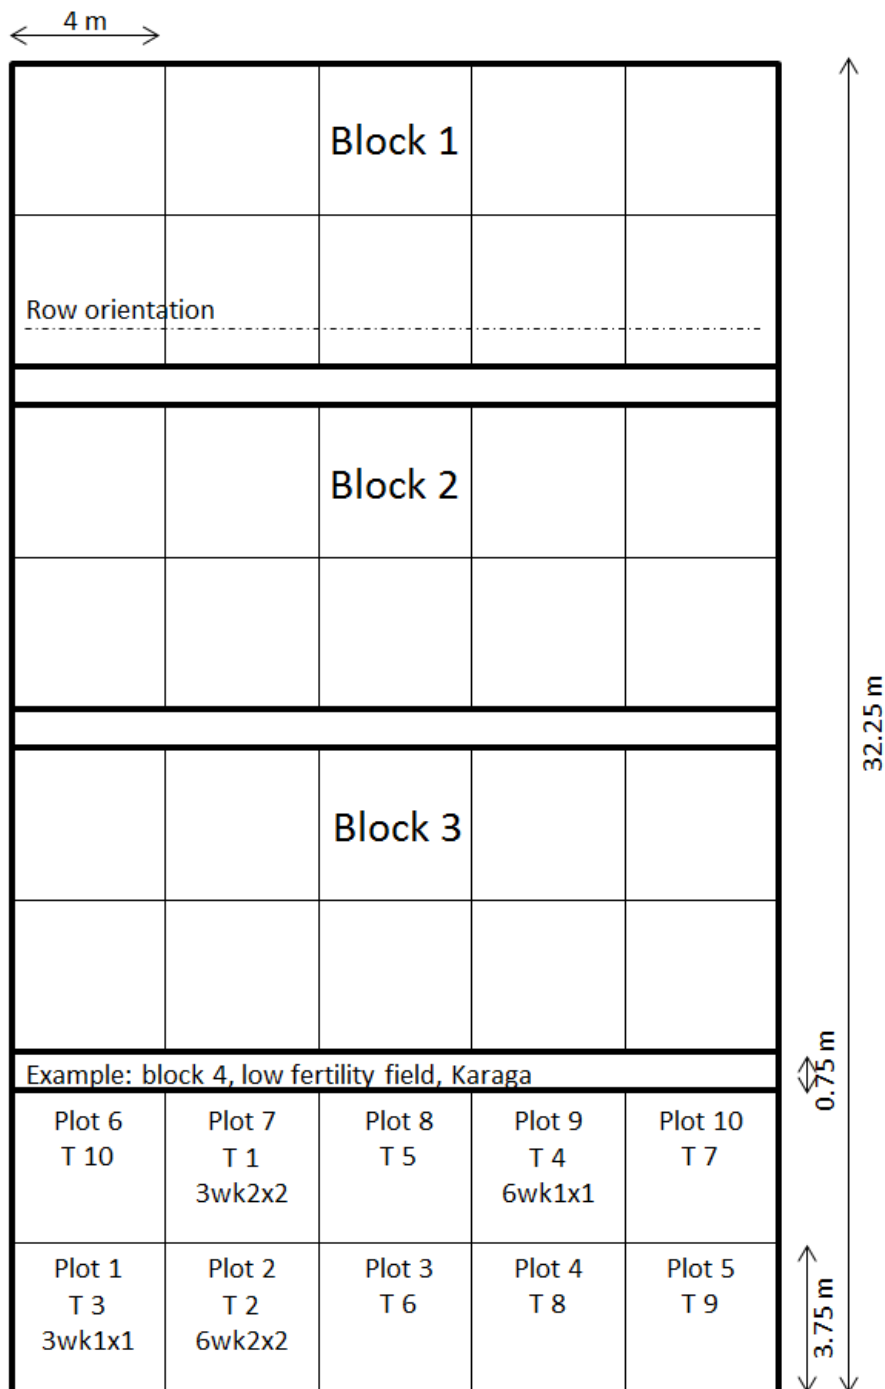 4 m
Block 1
Row orientation
Block 2
32.25 m
Block 3
0.75 m
Example: block 4, low fertility field, Karaga
Plot 6
T 10
Plot 7
T 1
3wk2x2
Plot 8
T 5
Plot 9
T 4
6wk1x1
Plot 10
T 7
Plot 1
T 3
3wk1x1
Plot 2
T 2
6wk2x2
Plot 3
T 6
Plot 4
T 8
Plot 5
T 9
3.75 m